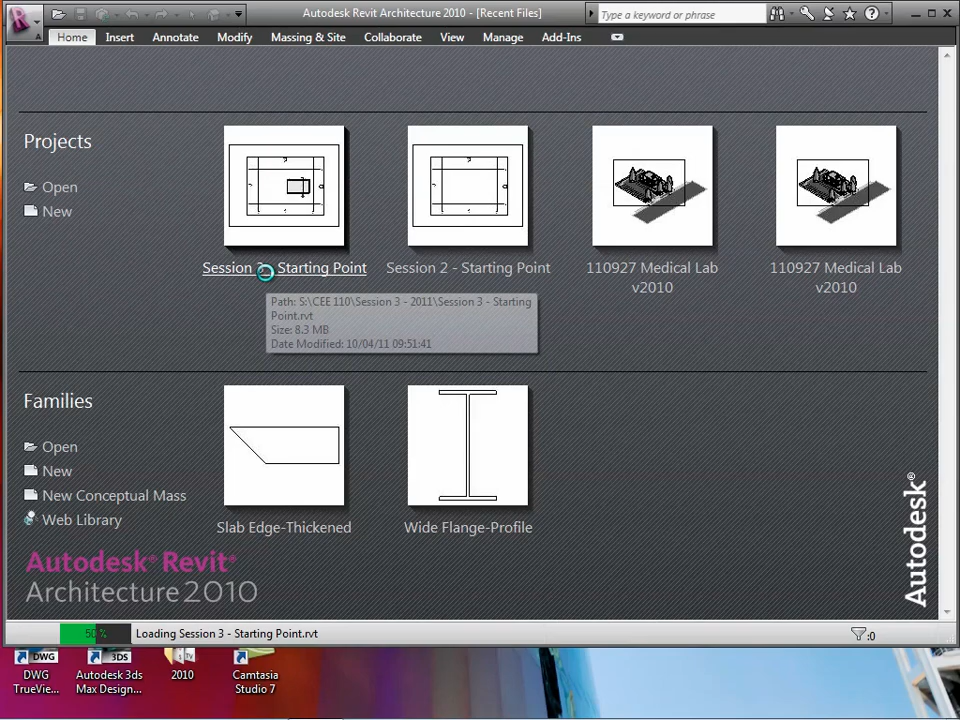 Autodesk Revit Architecture 2010 - [Recent Files]
Type a keyword or phrase
Home Insert Annotate Modify Massing & Site Collaborate View Manage Add-Ins
Projects
Open
New
Session 3 - Starting Point
Session 2 - Starting Point
110927 Medical Lab
v2010
110927 Medical Lab
v2010
Path: S:\CEE 110\Session 3 - 2011\Session 3 - Starting
Point.rvt
Size: 8.3 MB
Date Modified: 10/04/11 09:51:41
Families
Open
New
New Conceptual Mass
Web Library
Slab Edge-Thickened
Wide Flange-Profile
Autodesk® Revit®
Architecture 2010
Autodesk®
50 %
Loading Session 3 - Starting Point.rvt
:0
DWG
DWG
TrueVie...
3DS
Autodesk 3ds
Max Design...
2010
Camtasia
Studio 7